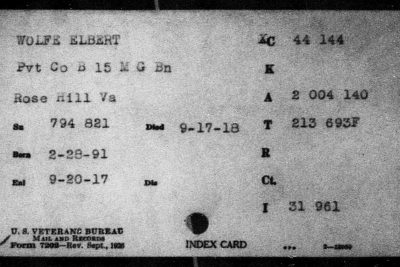 WOLFE ELBERT XC 44 144
Pvt Co B 15 M G Bn K
Rose Hill Va A 2 004 140
Sn 794 821 Died 9-17-18 T 213 693F
Born 2-28-91 R
Enl 9-20-17 Dis Ct.
I 31 961
U. S. VETERANS BUREAU
MAIL AND RECORDS
Form 7202—Rev. Sept., 1926 INDEX CARD